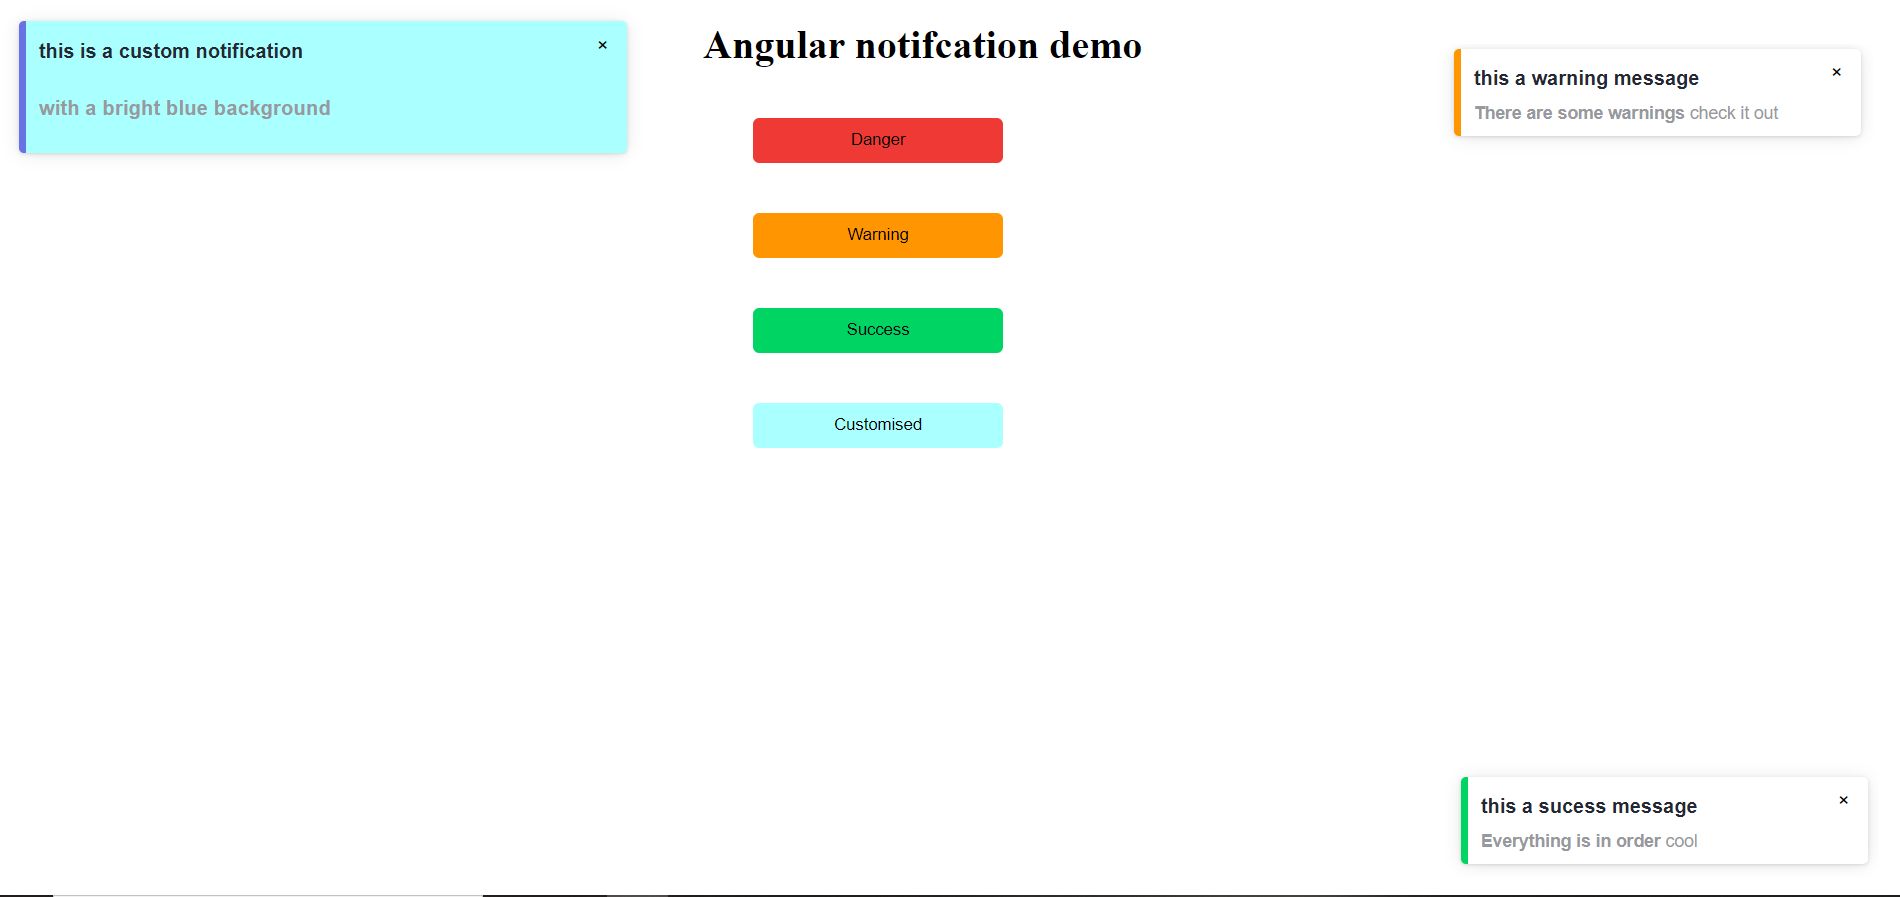 this is a custom notification
×
with a bright blue background
Angular notifcation demo
Danger
Warning
Success
Customised
this a warning message
×
There are some warnings check it out
this a sucess message
×
Everything is in order cool